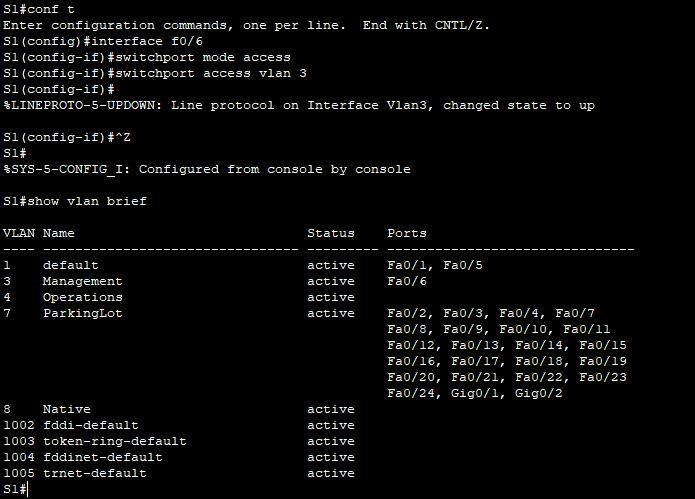 S1#conf t
Enter configuration commands, one per line.  End with CNTL/Z.
S1(config)#interface f0/6
S1(config-if)#switchport mode access
S1(config-if)#switchport access vlan 3
S1(config-if)#
%LINEPROTO-5-UPDOWN: Line protocol on Interface Vlan3, changed state to up

S1(config-if)#^Z
S1#
%SYS-5-CONFIG_I: Configured from console by console

S1#show vlan brief

VLAN Name                             Status    Ports
---- -------------------------------- --------- -------------------------------
1    default                          active    Fa0/1, Fa0/5
3    Management                       active    Fa0/6
4    Operations                       active
7    ParkingLot                       active    Fa0/2, Fa0/3, Fa0/4, Fa0/7
                                                Fa0/8, Fa0/9, Fa0/10, Fa0/11
                                                Fa0/12, Fa0/13, Fa0/14, Fa0/15
                                                Fa0/16, Fa0/17, Fa0/18, Fa0/19
                                                Fa0/20, Fa0/21, Fa0/22, Fa0/23
                                                Fa0/24, Gig0/1, Gig0/2
8    Native                           active
1002 fddi-default                     active
1003 token-ring-default               active
1004 fddinet-default                  active
1005 trnet-default                    active
S1#